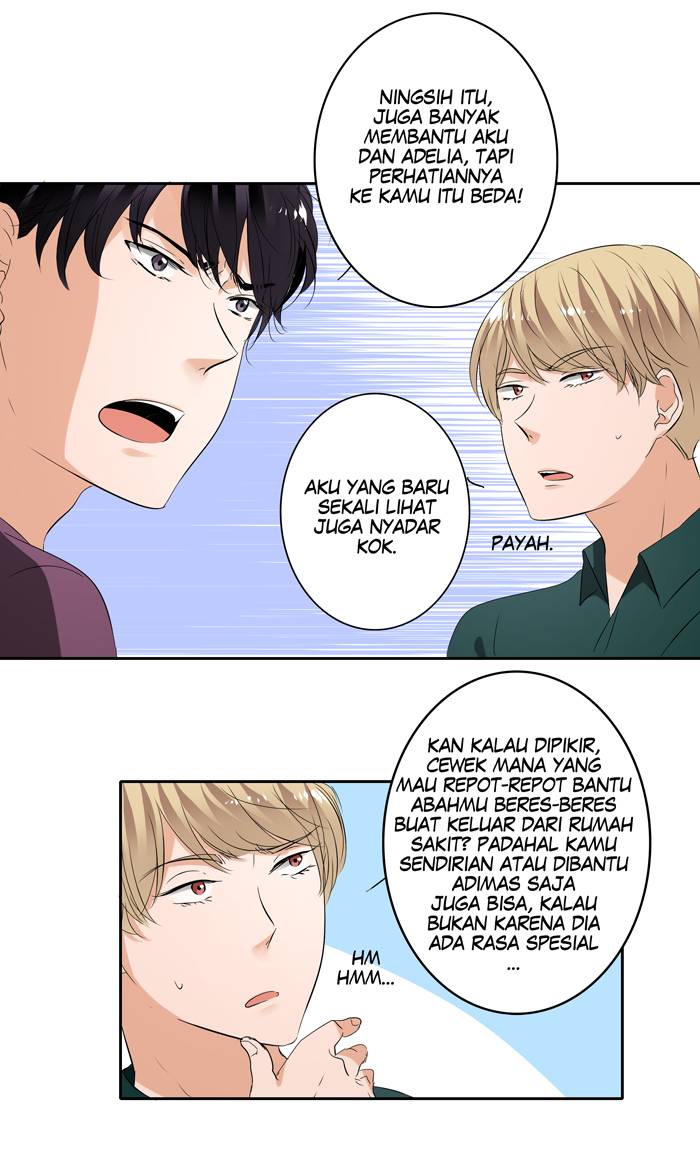 NINGSIH ITU,
JUGA BANYAK
MEMBANTU AKU
DAN ADELIA, TAPI
PERHATIANNYA
KE KAMU ITU BEDA!
AKU YANG BARU
SEKALI LIHAT
JUGA NYADAR
KOK.
PAYAH.
KAN KALAU DIPIKIR,
CEWEK MANA YANG
MAU REPOT-REPOT BANTU
ABAHMU BERES-BERES
BUAT KELUAR DARI RUMAH
SAKIT? PADAHAL KAMU
SENDIRIAN ATAU DIBANTU
ADIMAS SAJA
JUGA BISA, KALAU
BUKAN KARENA DIA
ADA RASA SPESIAL
...
HM
HMM...